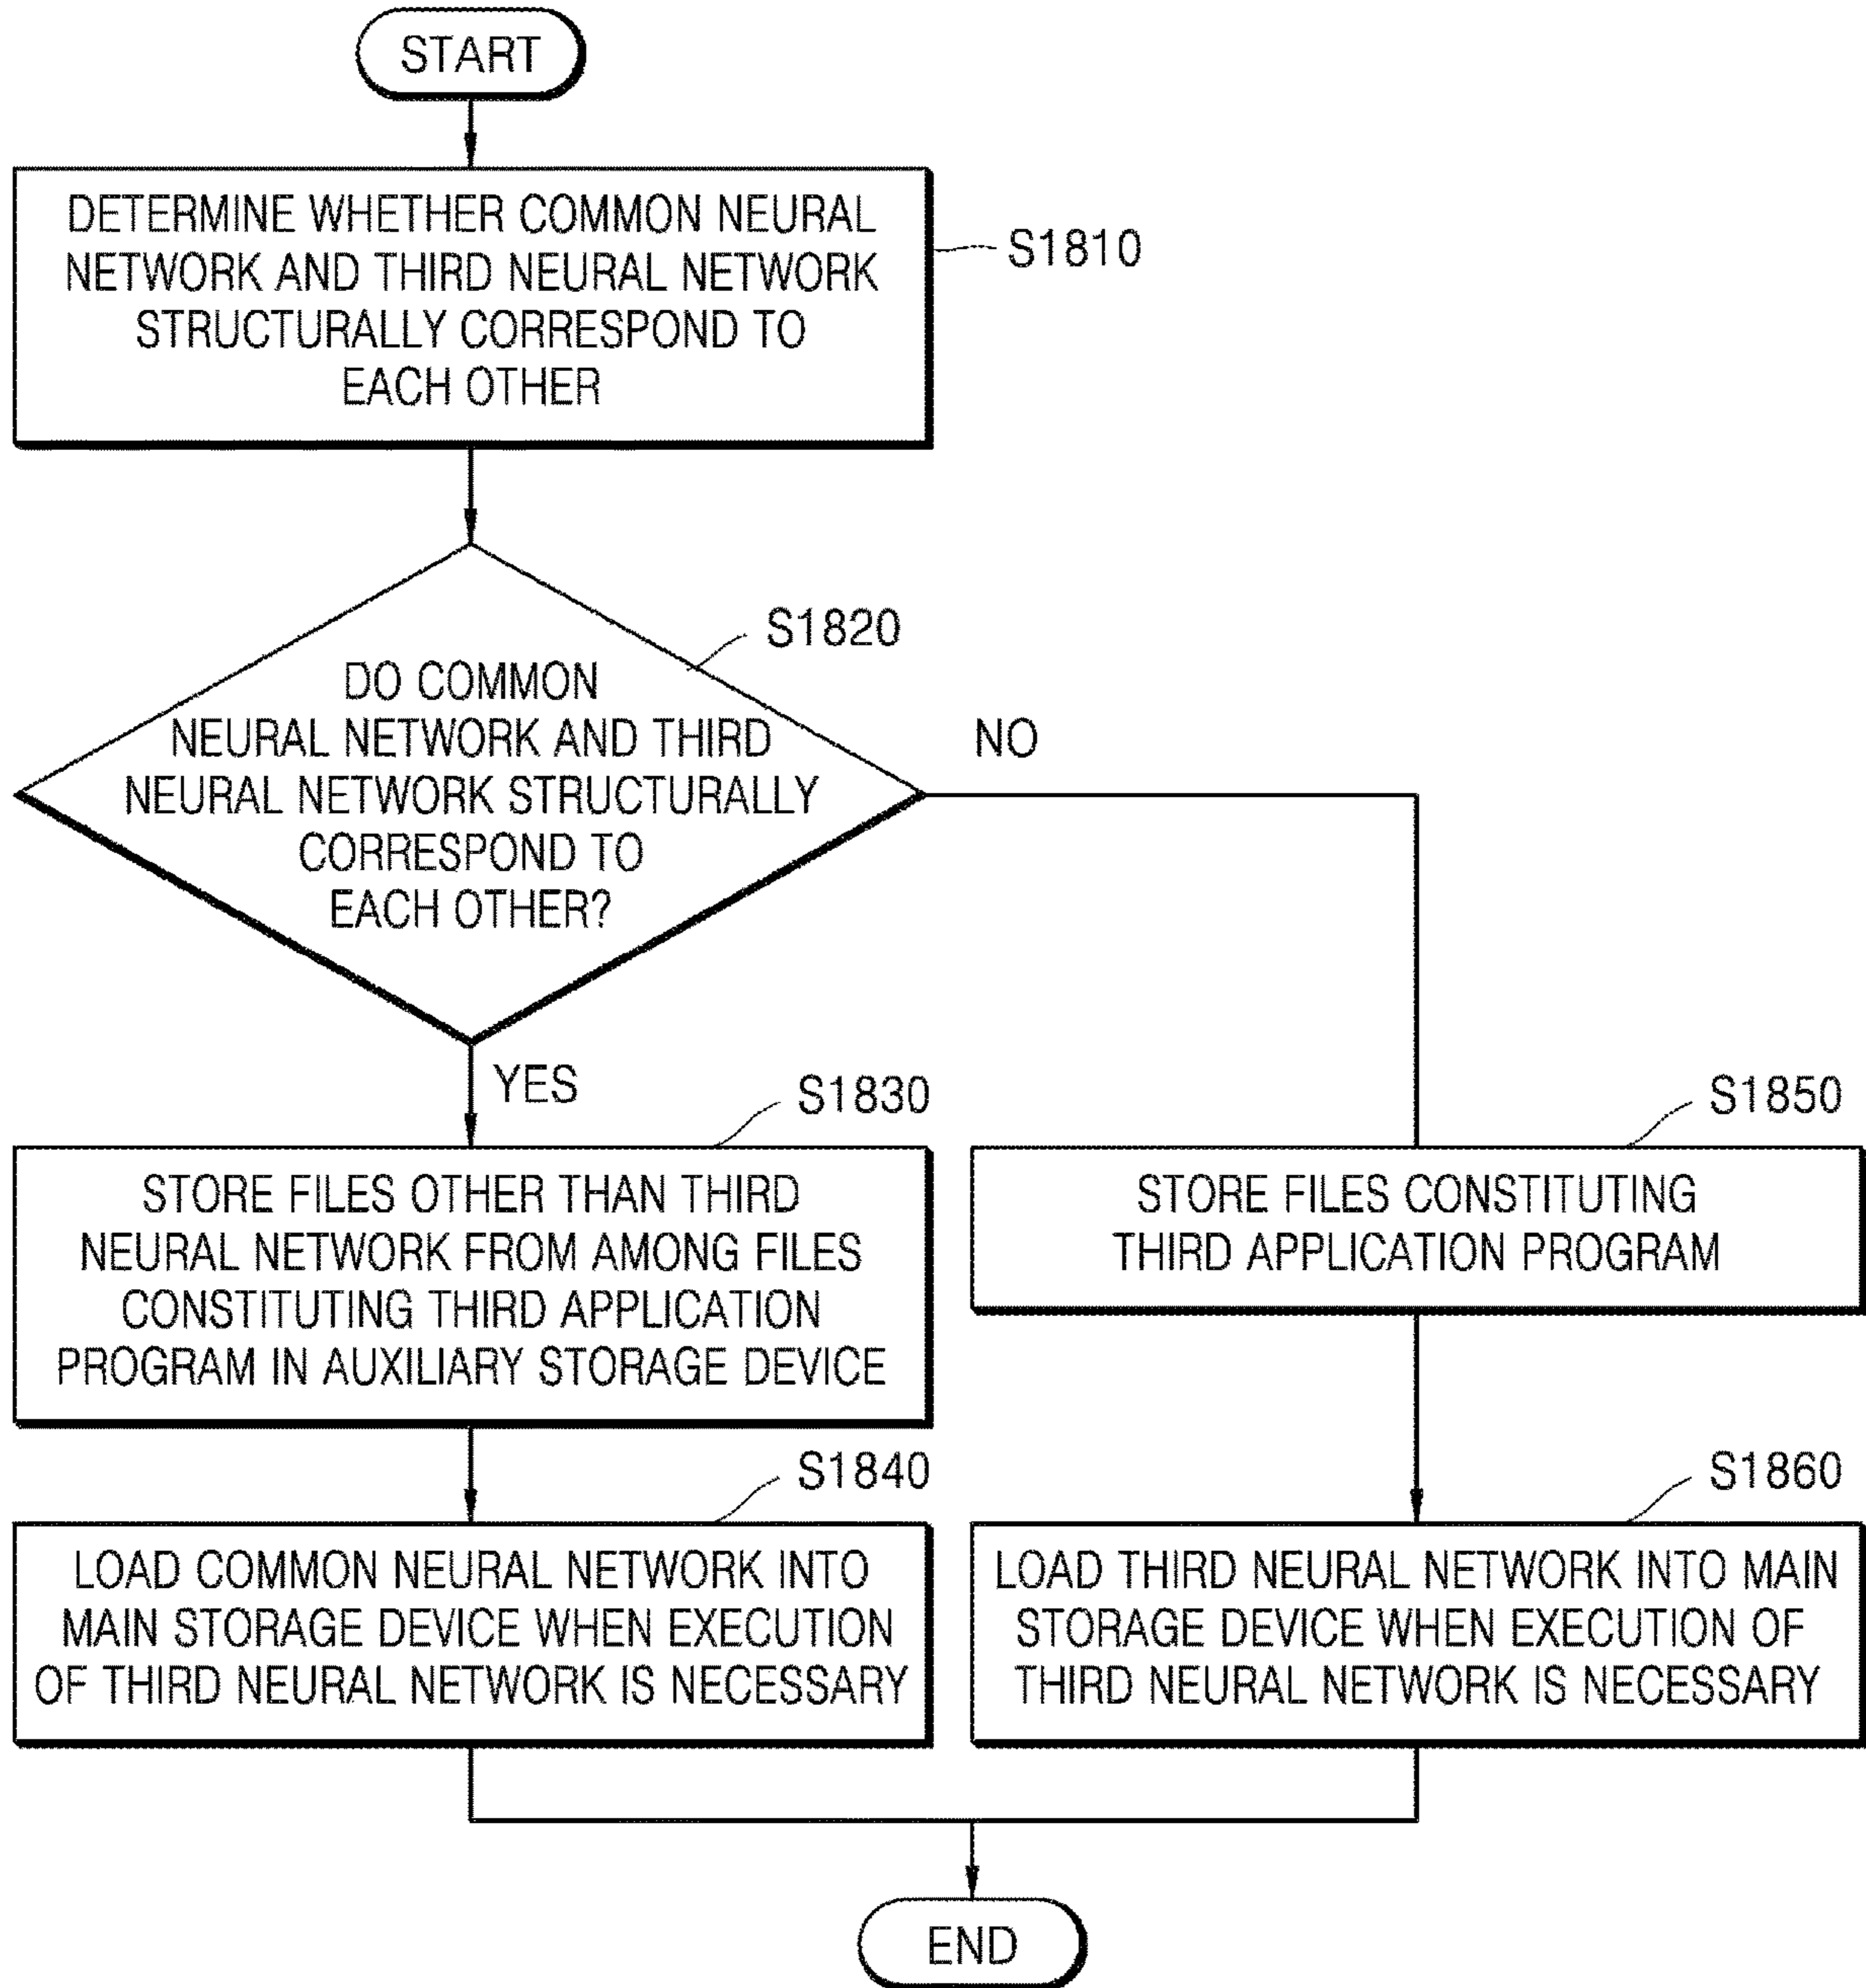 START
DETERMINE WHETHER COMMON NEURAL
NETWORK AND THIRD NEURAL NETWORK
STRUCTURALLY CORRESPOND TO
EACH OTHER
S1810
S1820
DO COMMON
NEURAL NETWORK AND THIRD
NEURAL NETWORK STRUCTURALLY
CORRESPOND TO
EACH OTHER?
NO
YES
S1830
STORE FILES OTHER THAN THIRD
NEURAL NETWORK FROM AMONG FILES
CONSTITUTING THIRD APPLICATION
PROGRAM IN AUXILIARY STORAGE DEVICE
S1850
STORE FILES CONSTITUTING
THIRD APPLICATION PROGRAM
S1840
LOAD COMMON NEURAL NETWORK INTO
MAIN STORAGE DEVICE WHEN EXECUTION
OF THIRD NEURAL NETWORK IS NECESSARY
S1860
LOAD THIRD NEURAL NETWORK INTO MAIN
STORAGE DEVICE WHEN EXECUTION OF
THIRD NEURAL NETWORK IS NECESSARY
END